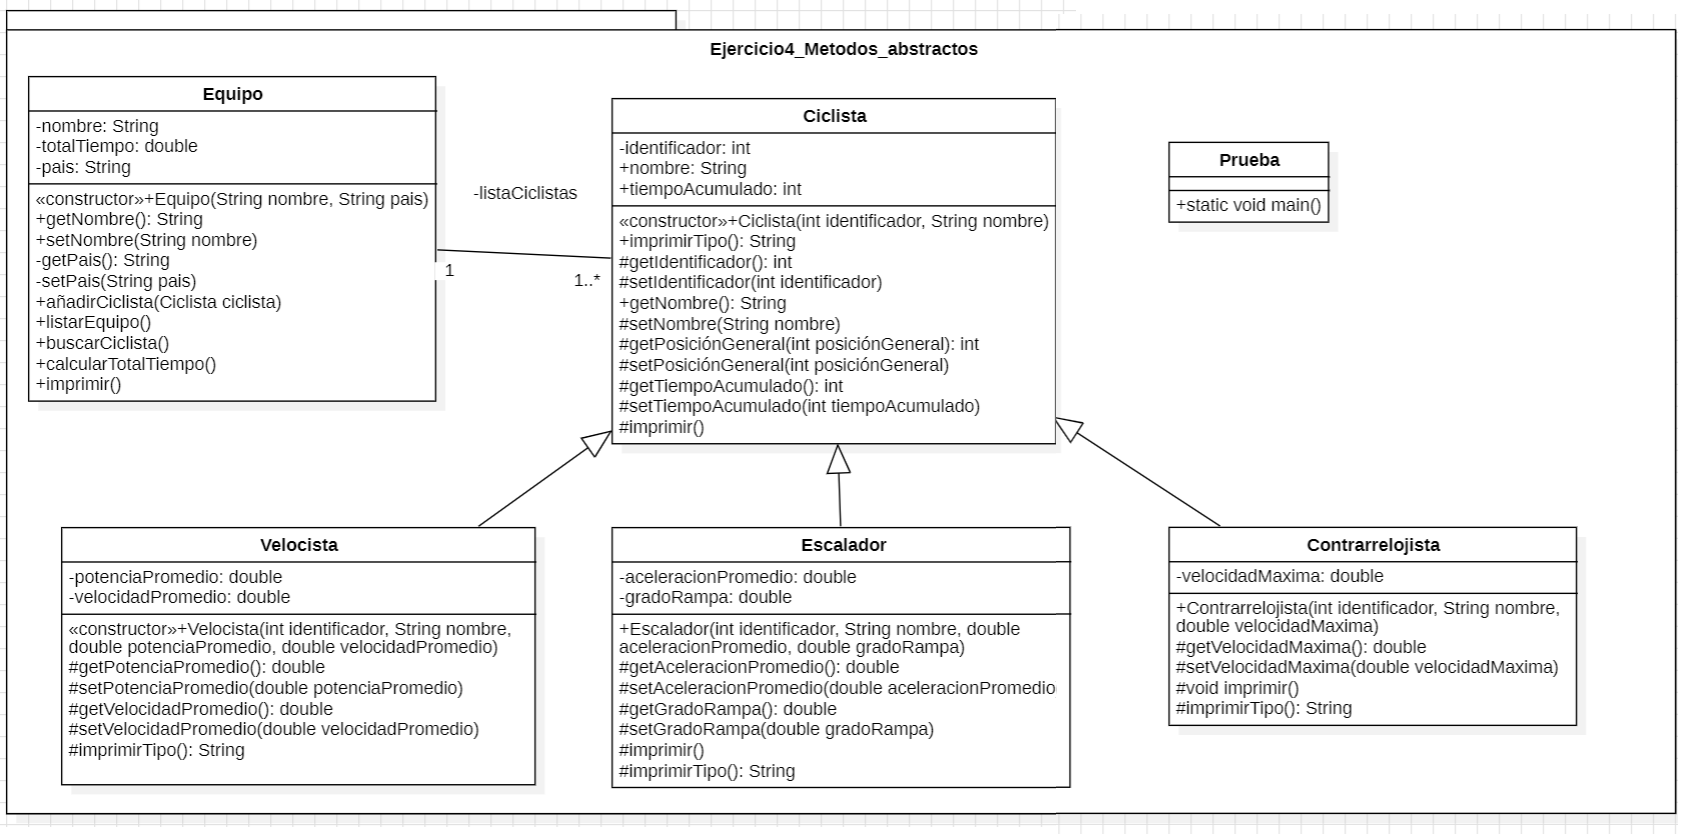 Ejercicio4_Metodos_abstractos
Equipo
-nombre: String
-totalTiempo: double
-pais: String
«constructor»+Equipo(String nombre, String pais)
+getNombre(): String
+setNombre(String nombre)
-getPais(): String
-setPais(String pais)
+añadirCiclista(Ciclista ciclista)
+listarEquipo()
+buscarCiclista()
+calcularTotalTiempo()
+imprimir()
-listaCiclistas
1
1..*
Ciclista
-identificador: int
+nombre: String
+tiempoAcumulado: int
«constructor»+Ciclista(int identificador, String nombre)
+imprimirTipo(): String
#getIdentificador(): int
#setIdentificador(int identificador)
+getNombre(): String
#setNombre(String nombre)
#getPosiciónGeneral(int posiciónGeneral): int
#setPosiciónGeneral(int posiciónGeneral)
#getTiempoAcumulado(): int
#setTiempoAcumulado(int tiempoAcumulado)
#imprimir()
Prueba
+static void main()
Velocista
-potenciaPromedio: double
-velocidadPromedio: double
«constructor»+Velocista(int identificador, String nombre,
double potenciaPromedio, double velocidadPromedio)
#getPotenciaPromedio(): double
#setPotenciaPromedio(double potenciaPromedio)
#getVelocidadPromedio(): double
#setVelocidadPromedio(double velocidadPromedio)
#imprimirTipo(): String
Escalador
-aceleracionPromedio: double
-gradoRampa: double
+Escalador(int identificador, String nombre, double
aceleracionPromedio, double gradoRampa)
#getAceleracionPromedio(): double
#setAceleracionPromedio(double aceleracionPromedio
#getGradoRampa(): double
#setGradoRampa(double gradoRampa)
#imprimir()
#imprimirTipo(): String
Contrarrelojista
-velocidadMaxima: double
+Contrarrelojista(int identificador, String nombre,
double velocidadMaxima)
#getVelocidadMaxima(): double
#setVelocidadMaxima(double velocidadMaxima)
#void imprimir()
#imprimirTipo(): String